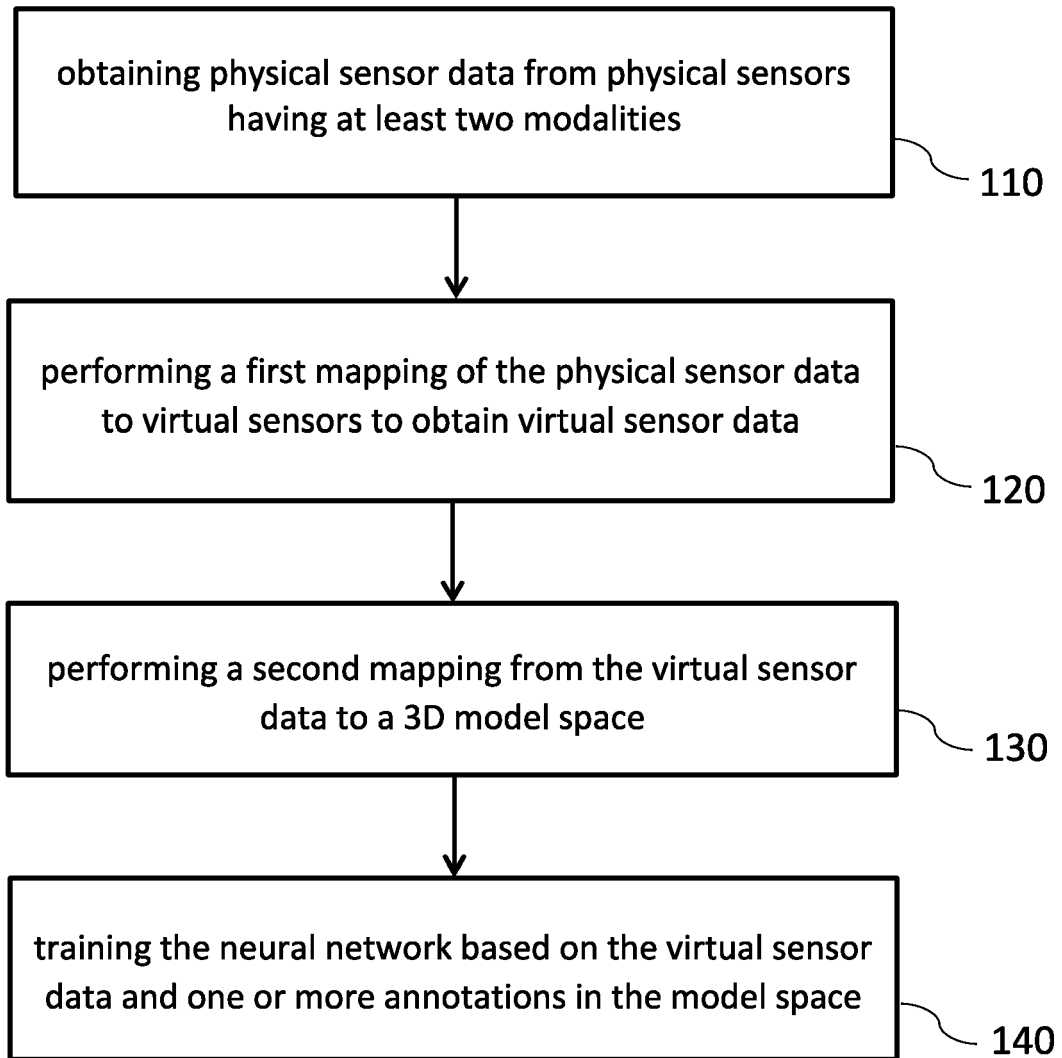 obtaining physical sensor data from physical sensors
having at least two modalities
110
performing a first mapping of the physical sensor data
to virtual sensors to obtain virtual sensor data
120
performing a second mapping from the virtual sensor
data to a 3D model space
130
training the neural network based on the virtual sensor
data and one or more annotations in the model space
140